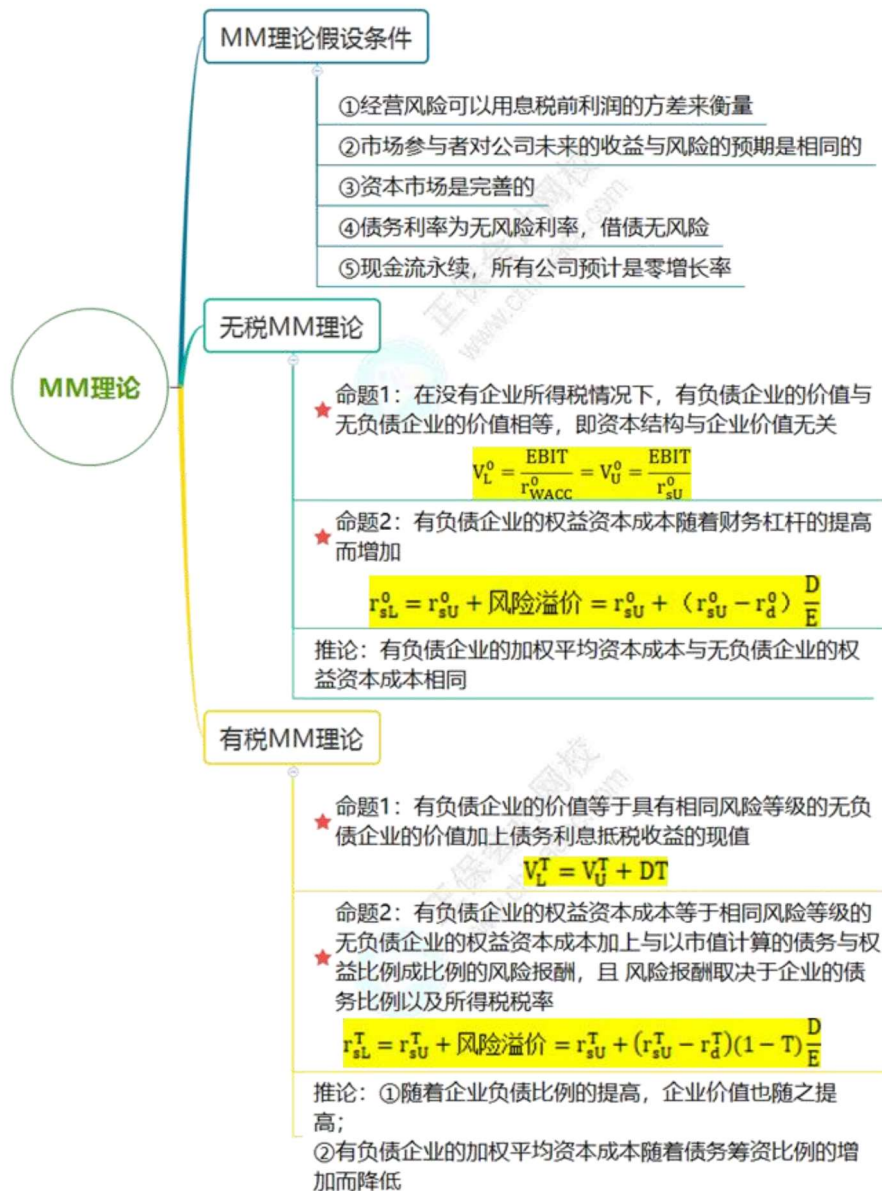 MM理论
MM理论假设条件
①经营风险可以用息税前利润的方差来衡量
②市场参与者对公司未来的收益与风险的预期是相同的
③资本市场是完善的
④债务利率为无风险利率，借债无风险
⑤现金流永续，所有公司预计是零增长率
无税MM理论
命题1：在没有企业所得税情况下，有负债企业的价值与
无负债企业的价值相等，即资本结构与企业价值无关
V_L^0 = EBIT/r_WACC^0 = V_U^0 = EBIT/r_sU^0
命题2：有负债企业的权益资本成本随着财务杠杆的提高
而增加
r_sL^0 = r_sU^0 + 风险溢价 = r_sU^0 + （r_sU^0 − r_d^0）D/E
推论：有负债企业的加权平均资本成本与无负债企业的权
益资本成本相同
有税MM理论
命题1：有负债企业的价值等于具有相同风险等级的无负
债企业的价值加上债务利息抵税收益的现值
V_L^T = V_U^T + DT
命题2：有负债企业的权益资本成本等于相同风险等级的
无负债企业的权益资本成本加上与以市值计算的债务与权
益比例成比例的风险报酬，且 风险报酬取决于企业的债
务比例以及所得税税率
r_sL^T = r_sU^T + 风险溢价 = r_sU^T + (r_sU^T − r_d^T)(1 − T)D/E
推论：①随着企业负债比例的提高，企业价值也随之提
高；
②有负债企业的加权平均资本成本随着债务筹资比例的增
加而降低